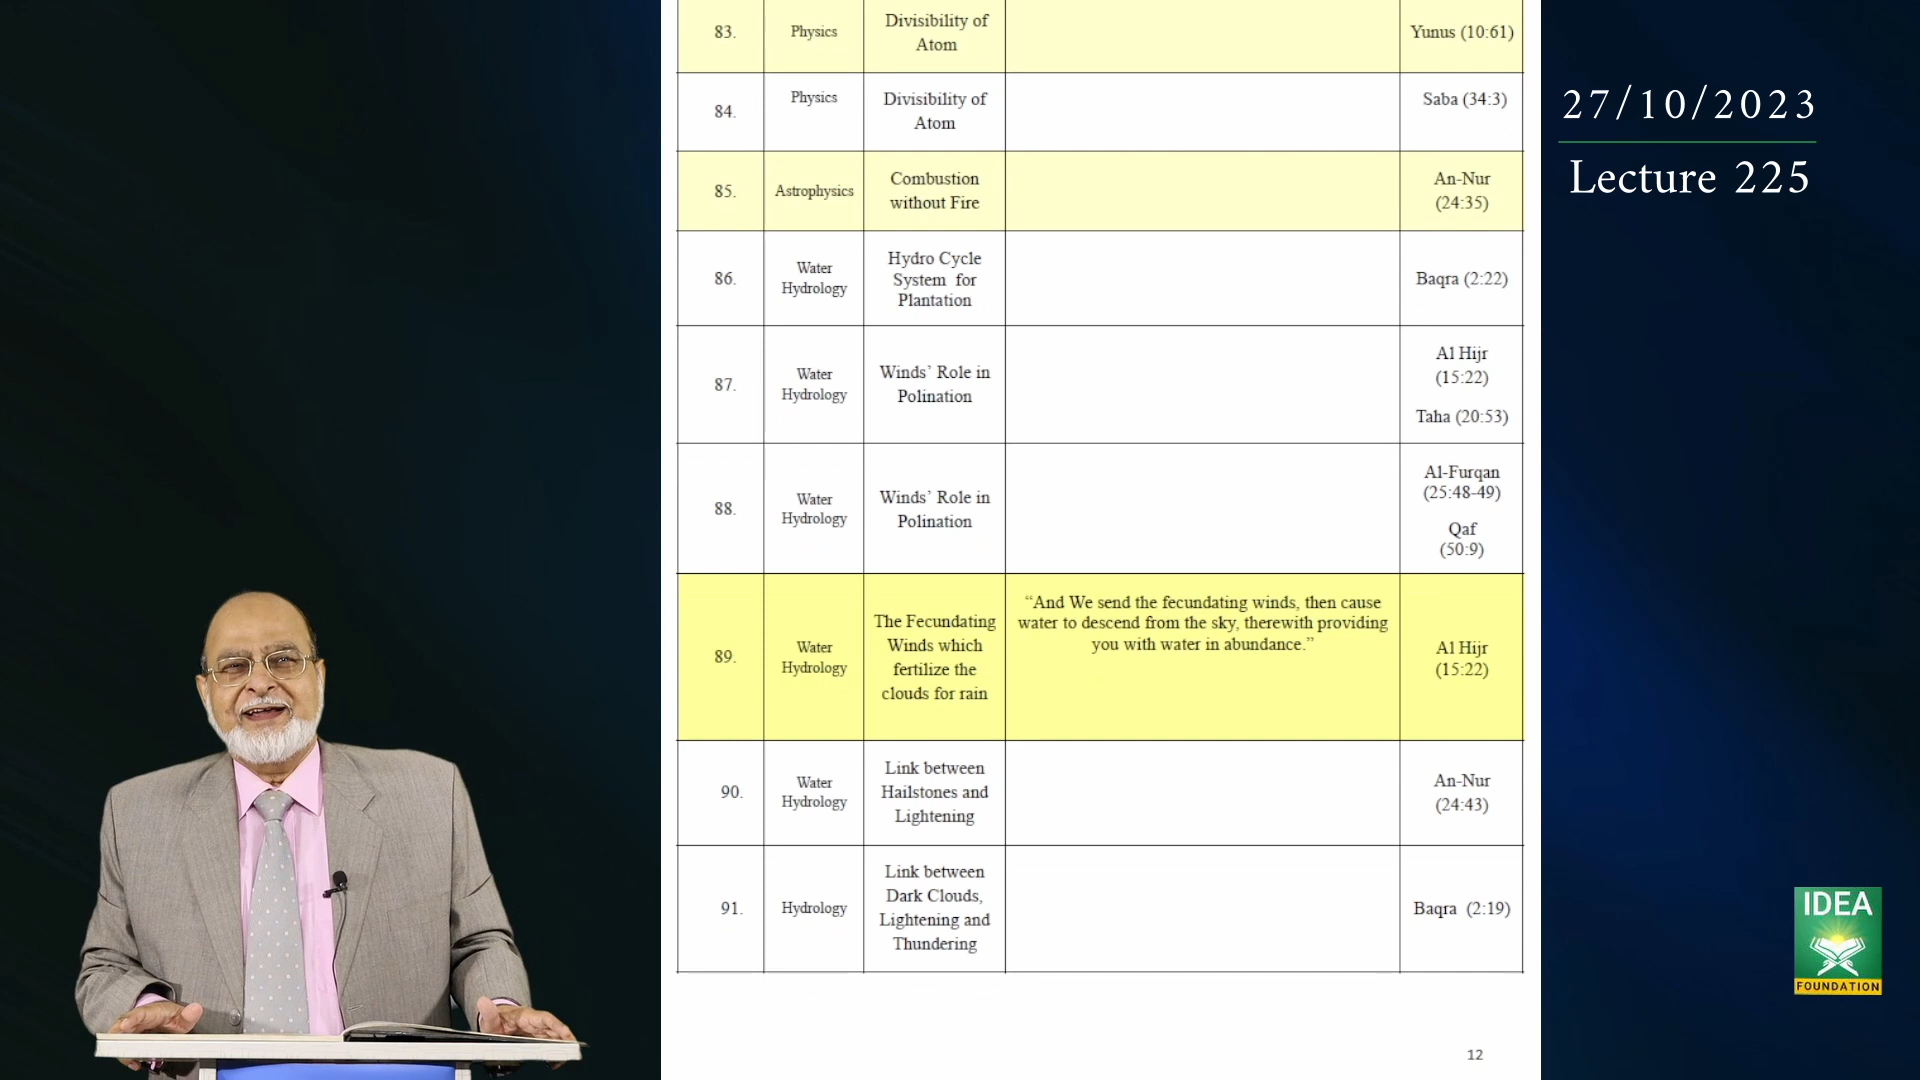 83.
Physics
Divisibility of
Atom
Yunus (10:61)
84.
Physics
Divisibility of
Atom
Saba (34:3)
85.
Astrophysics
Combustion
without Fire
An-Nur
(24:35)
86.
Water
Hydrology
Hydro Cycle
System for
Plantation
Baqra (2:22)
87.
Water
Hydrology
Winds’ Role in
Polination
Al Hijr
(15:22)
Taha (20:53)
88.
Water
Hydrology
Winds’ Role in
Polination
Al-Furqan
(25:48-49)
Qaf
(50:9)
89.
Water
Hydrology
The Fecundating
Winds which
fertilize the
clouds for rain
“And We send the fecundating winds, then cause
water to descend from the sky, therewith providing
you with water in abundance.”
Al Hijr
(15:22)
90.
Water
Hydrology
Link between
Hailstones and
Lightening
An-Nur
(24:43)
91.
Hydrology
Link between
Dark Clouds,
Lightening and
Thundering
Baqra (2:19)
12
27/10/2023
Lecture 225
IDEA
FOUNDATION